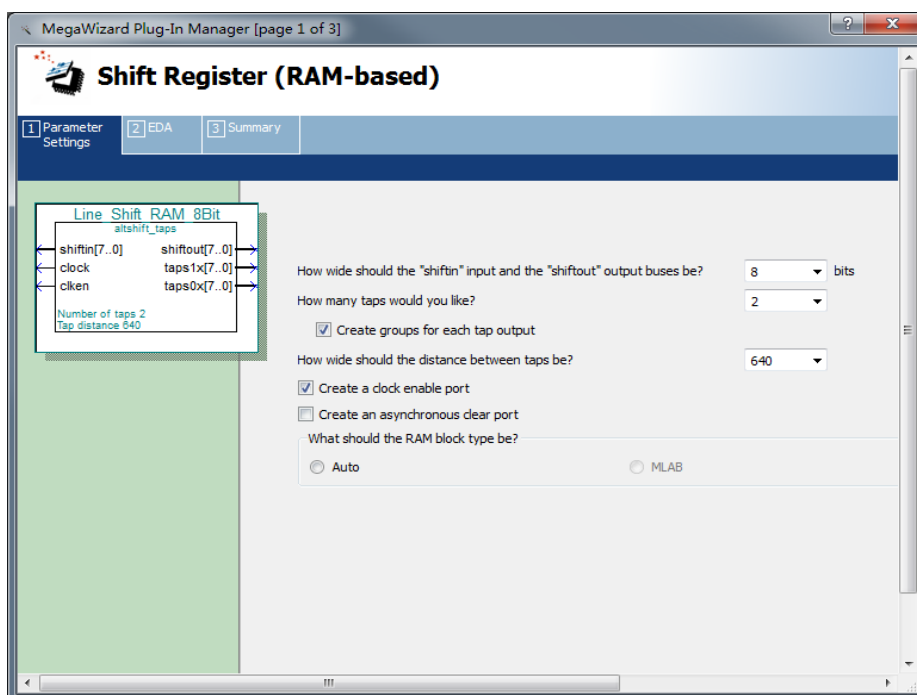 MegaWizard Plug-In Manager [page 1 of 3]
?
Shift Register (RAM-based)
1 Parameter Settings
2 EDA
3 Summary
Line_Shift_RAM_8Bit
altshift_taps
shiftin[7..0] shiftout[7..0]
clock taps1x[7..0]
clken taps0x[7..0]
Number of taps 2
Tap distance 640
How wide should the "shiftin" input and the "shiftout" output buses be? 8 bits
How many taps would you like? 2
Create groups for each tap output
How wide should the distance between taps be? 640
Create a clock enable port
Create an asynchronous clear port
What should the RAM block type be?
Auto MLAB